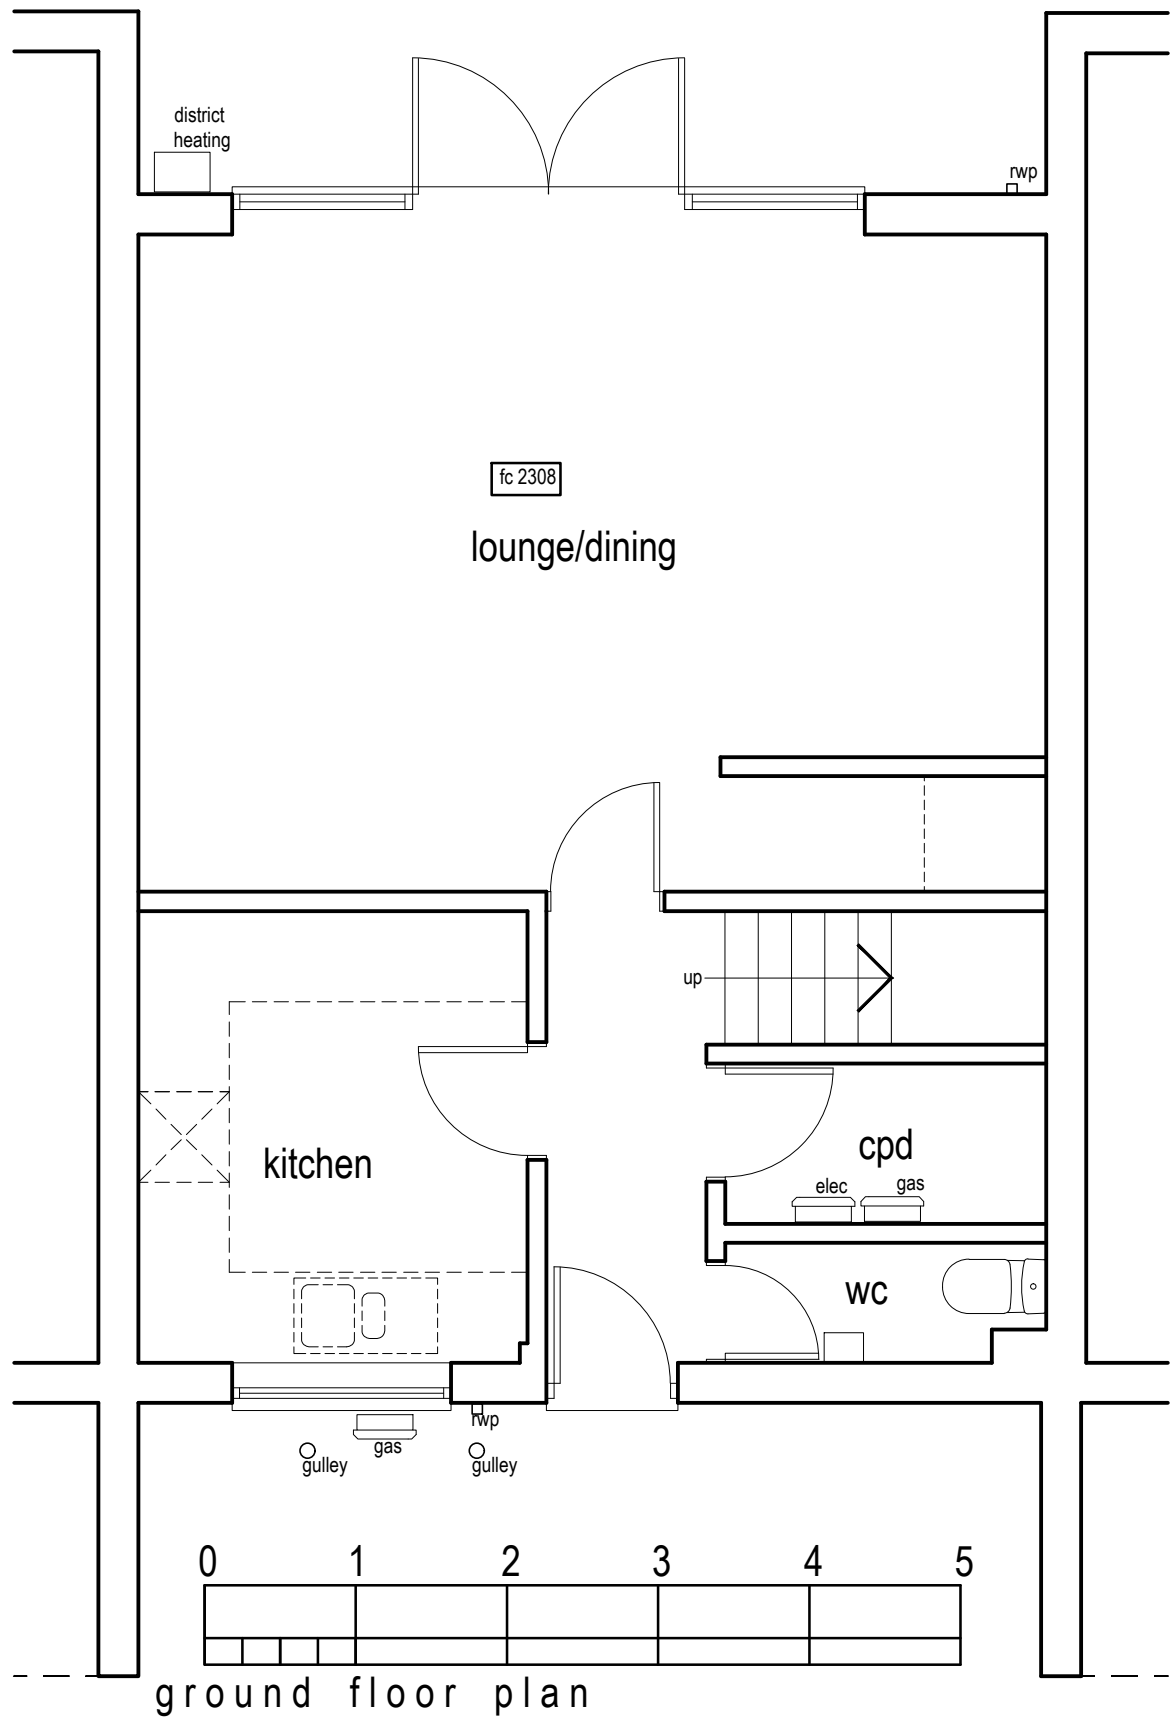 district
heating
rwp
fc 2308
lounge/dining
up
kitchen
cpd
elec
gas
wc
rwp
gas
gulley
gulley
0 1 2 3 4 5
ground floor plan